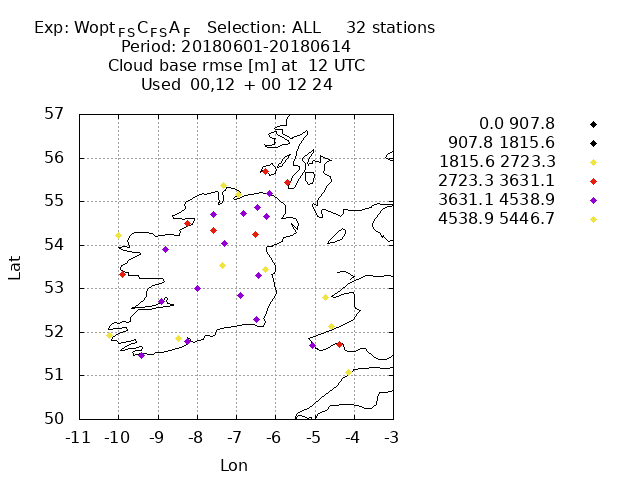 Exp: Wopt_FSC_FSA_F Selection: ALL 32 stations
Period: 20180601-20180614
Cloud base rmse [m] at 12 UTC
Used 00,12 + 00 12 24
0.0 907.8
907.8 1815.6
1815.6 2723.3
2723.3 3631.1
3631.1 4538.9
4538.9 5446.7
57
56
55
54
53
52
51
50
Lat
-11 -10 -9 -8 -7 -6 -5 -4 -3
Lon